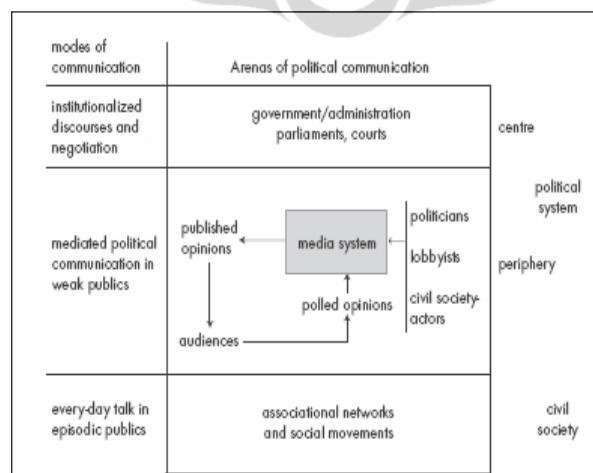 modes of
communication
Arenas of political communication
institutionalized
discourses and
negotiation
government/administration
parliaments, courts
centre
political
system
mediated political
communication in
weak publics
published
opinions
media system
politicians
lobbyists
civil society-
actors
periphery
polled opinions
audiences
every-day talk in
episodic publics
associational networks
and social movements
civil
society